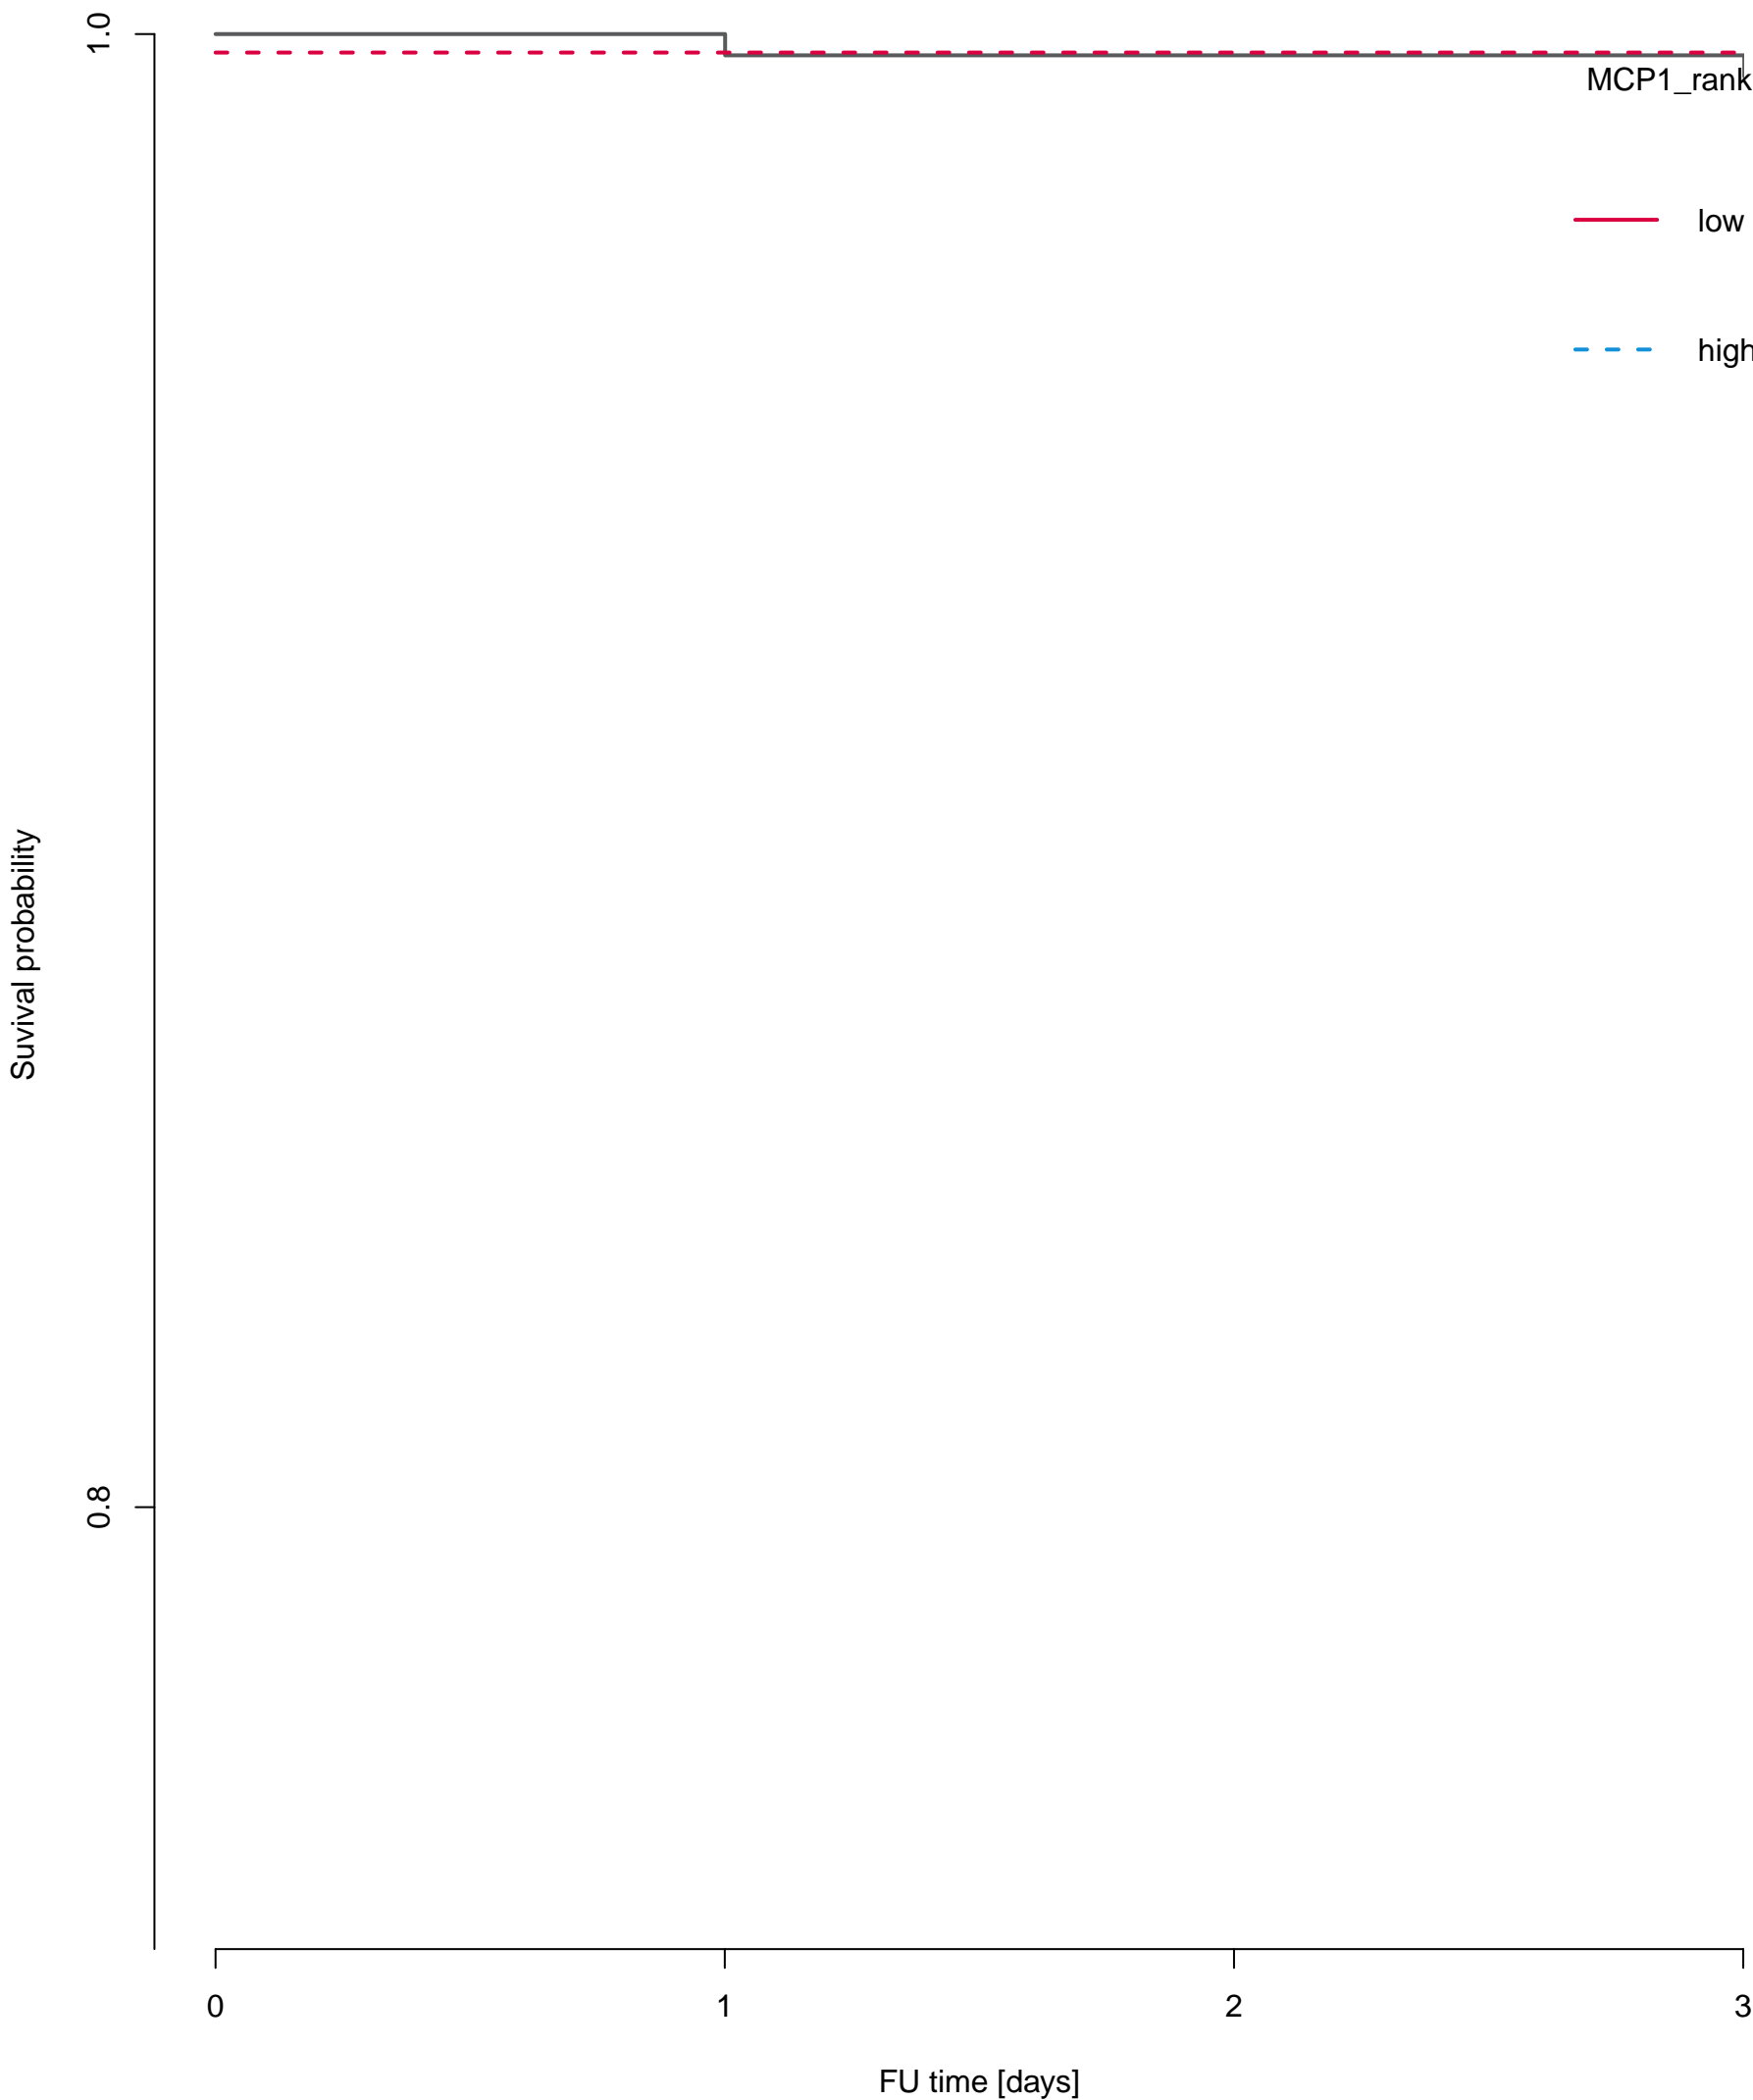 1.0
MCP1_rank
low
high
Suvival probability
0.8
0
1
2
3
FU time [days]